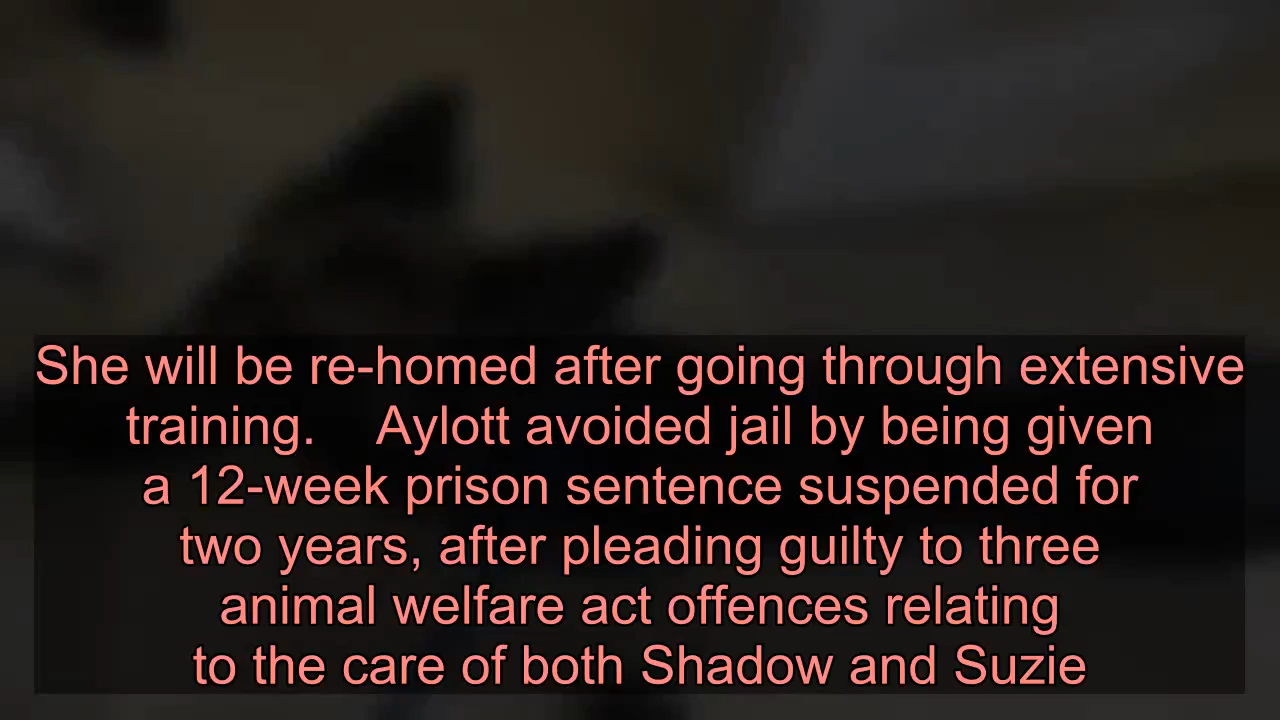 She will be re-homed after going through extensive
training.    Aylott avoided jail by being given
a 12-week prison sentence suspended for
two years, after pleading guilty to three
animal welfare act offences relating
to the care of both Shadow and Suzie